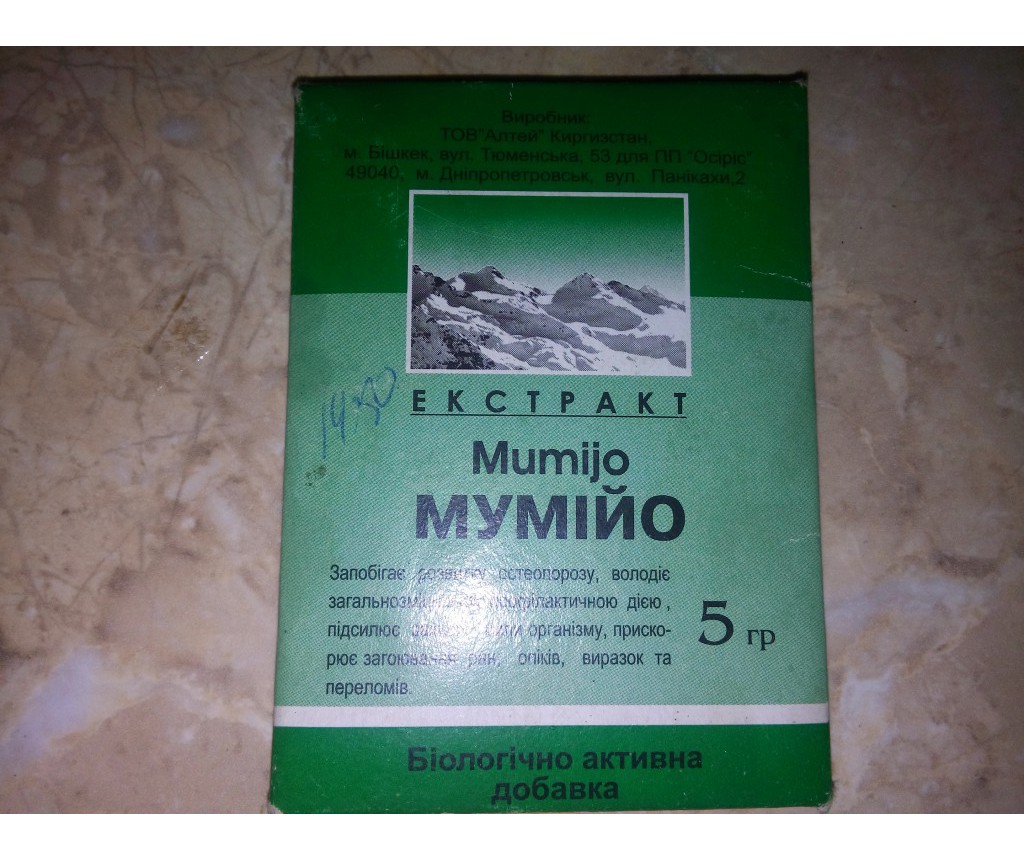 Виробник:
ТОВ"Алтей" Киргизстан,
м. Бішкек, вул. Тюменська, 53 для ПП "Осіріс"
49040, м. Дніпропетровськ, вул. Панікахи,2
ЕКСТРАКТ
Mumijo
МУМІЙО
Запобігає розвитку остеопорозу, володіє
профілактичною дією,
підсилює організму, приско-
рює загоювання ран, опіків, виразок та
переломів.
5 гр
Біологічно активна
добавка